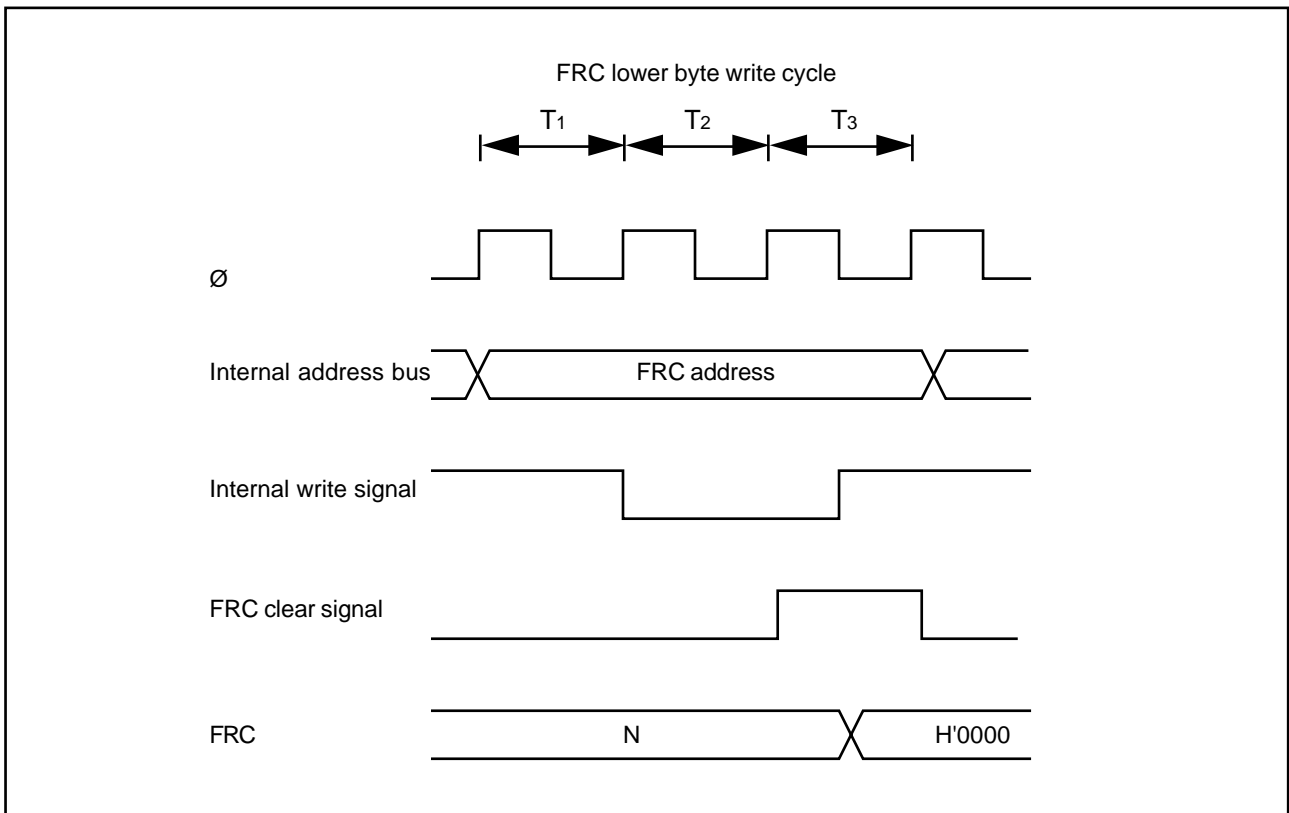 FRC lower byte write cycle
T1 T2 T3
Ø
Internal address bus FRC address
Internal write signal
FRC clear signal
FRC N H'0000